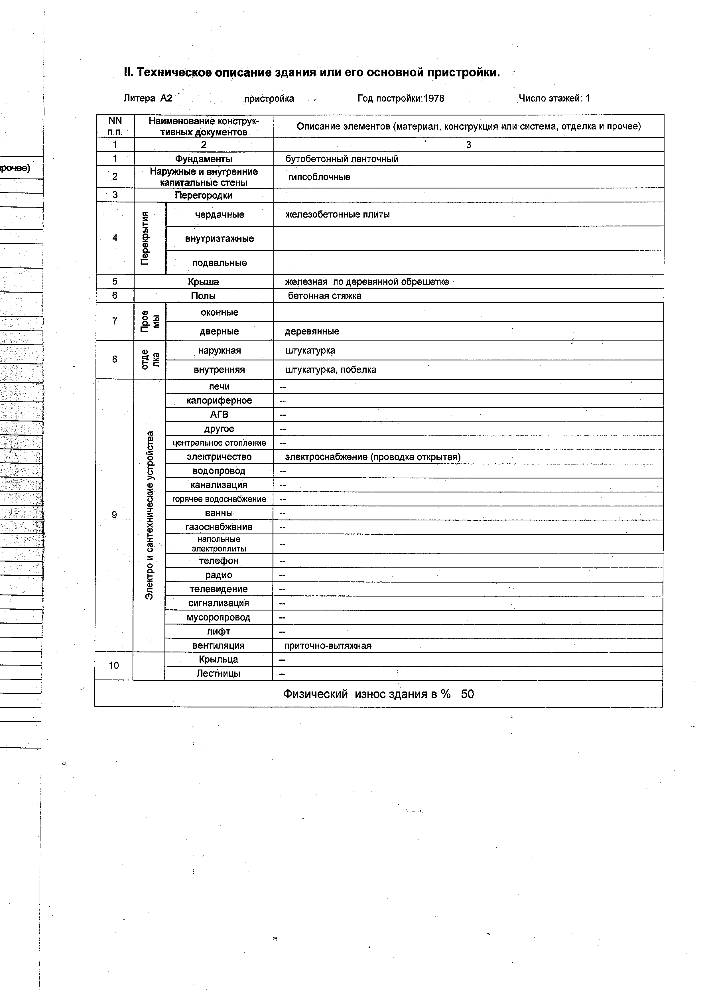 II. Техническое описание здания или его основной пристройки.
Литера А2 пристройка Год постройки:1978 Число этажей: 1
NN п.п. Наименование конструк- Описание элементов (материал, конструкция или система, отделка и прочее)
тивных документов
1 2 3
1 Фундаменты бутобетонный ленточный
рочее)
2 Наружные и внутренние гипсоблочные
капитальные стены
3 Перегородки
4 Перекрытия
чердачные железобетонные плиты
внутриэтажные
подвальные
5 Крыша железная по деревянной обрешетке
6 Полы бетонная стяжка
7 Прое
мы
оконные
дверные деревянные
8 отде
лка
наружная штукатурка
внутренняя штукатурка, побелка
9 Электро и сантехнические устройства
печи --
калориферное --
АГВ --
другое --
центральное отопление --
электричество электроснабжение (проводка открытая)
водопровод --
канализация --
горячее водоснабжение --
ванны --
газоснабжение --
напольные
электроплиты --
телефон --
радио --
телевидение --
сигнализация --
мусоропровод --
лифт --
вентиляция приточно-вытяжная
10 Крыльца --
Лестницы --
Физический износ здания в % 50